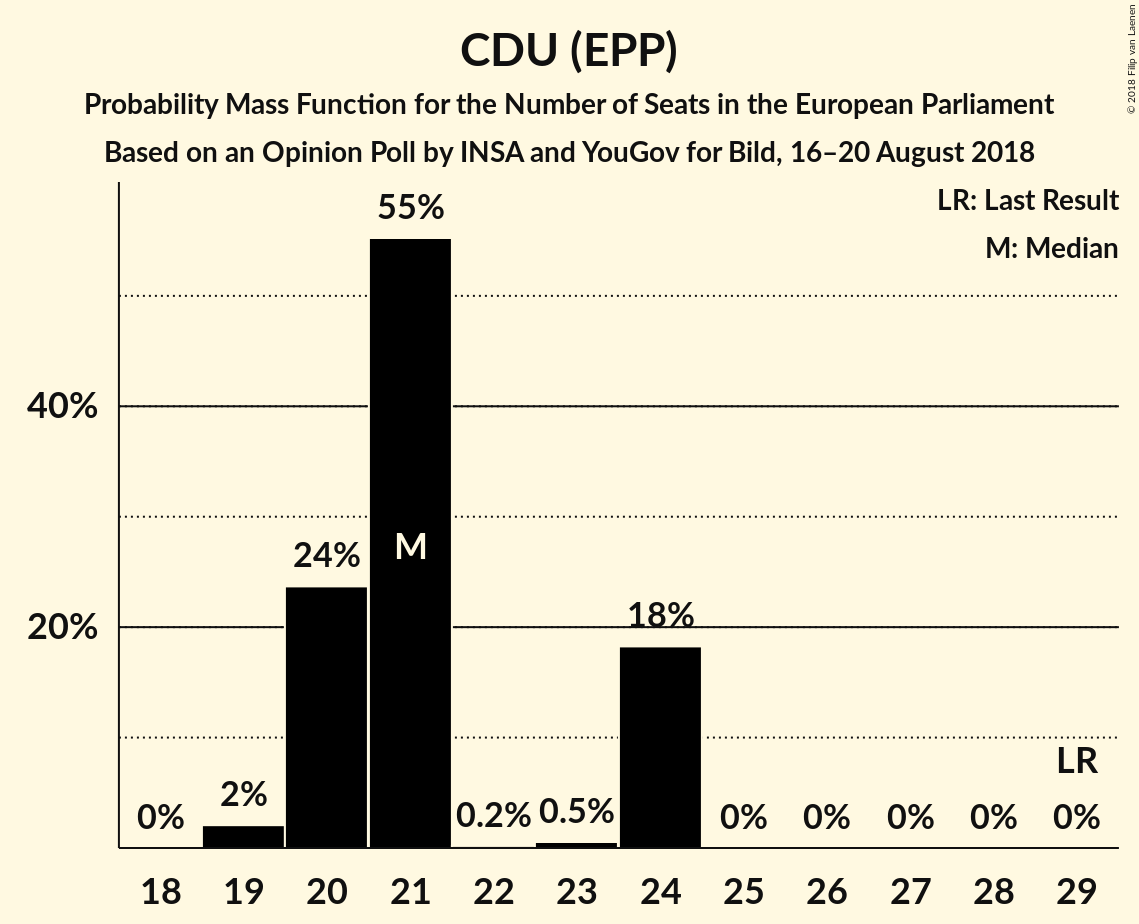 CDU (EPP)
Probability Mass Function for the Number of Seats in the European Parliament
Based on an Opinion Poll by INSA and YouGov for Bild, 16–20 August 2018
© 2018 Filip van Laenen
LR: Last Result
M: Median
55%
40%
M
24%
20%
18%
LR
0%
2%
0.2%
0.5%
0%
0%
0%
0%
0%
18 19 20 21 22 23 24 25 26 27 28 29